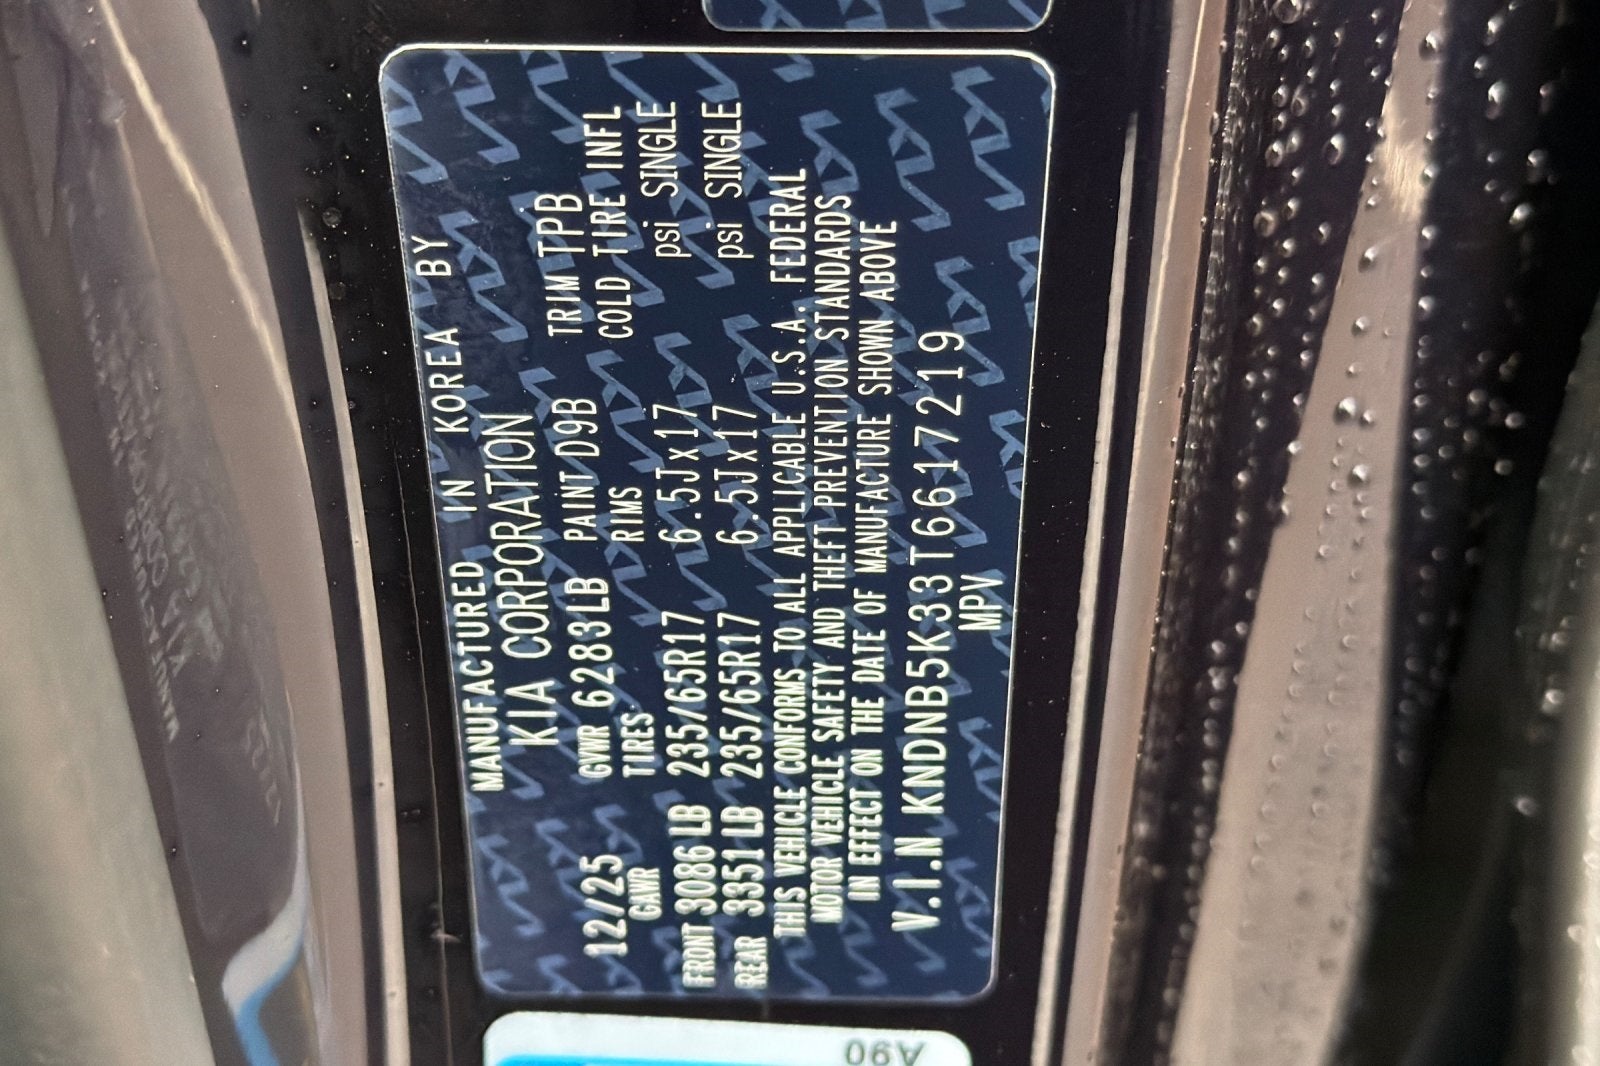 MANUFACTURED IN KOREA BY
KIA CORPORATION
12/25 GVWR 6283LB PAINT D9B TRIM TPB
GAWR TIRES RIMS COLD TIRE INFL
FRONT 3086LB 235/65R17 6.5Jx17 psi SINGLE
REAR 3351LB 235/65R17 6.5Jx17 psi SINGLE
THIS VEHICLE CONFORMS TO ALL APPLICABLE U.S.A. FEDERAL
MOTOR VEHICLE SAFETY AND THEFT PREVENTION STANDARDS
IN EFFECT ON THE DATE OF MANUFACTURE SHOWN ABOVE
V.I.N KNDNB5K33T6617219
MPV
A90